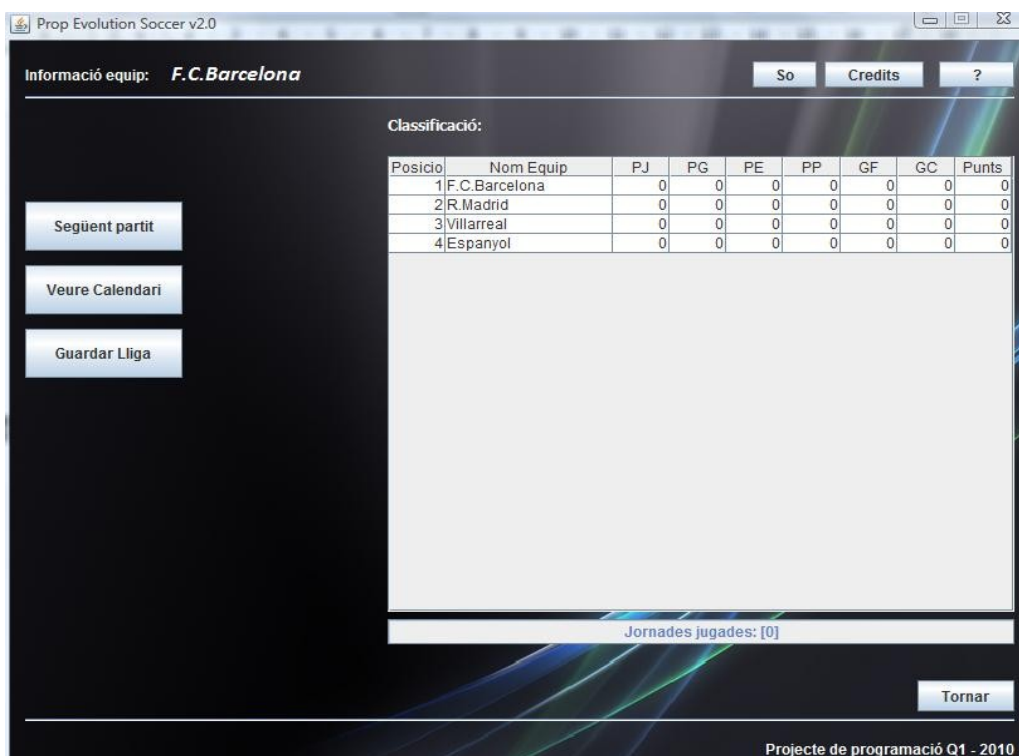 Prop Evolution Soccer v2.0
Informació equip: F.C.Barcelona So Credits ?
Classificació:
Posicio Nom Equip PJ PG PE PP GF GC Punts
1 F.C.Barcelona 0 0 0 0 0 0 0
2 R.Madrid 0 0 0 0 0 0 0
3 Villarreal 0 0 0 0 0 0 0
4 Espanyol 0 0 0 0 0 0 0
Següent partit
Veure Calendari
Guardar Lliga
Jornades jugades: [0]
Tornar
Projecte de programació Q1 - 2010